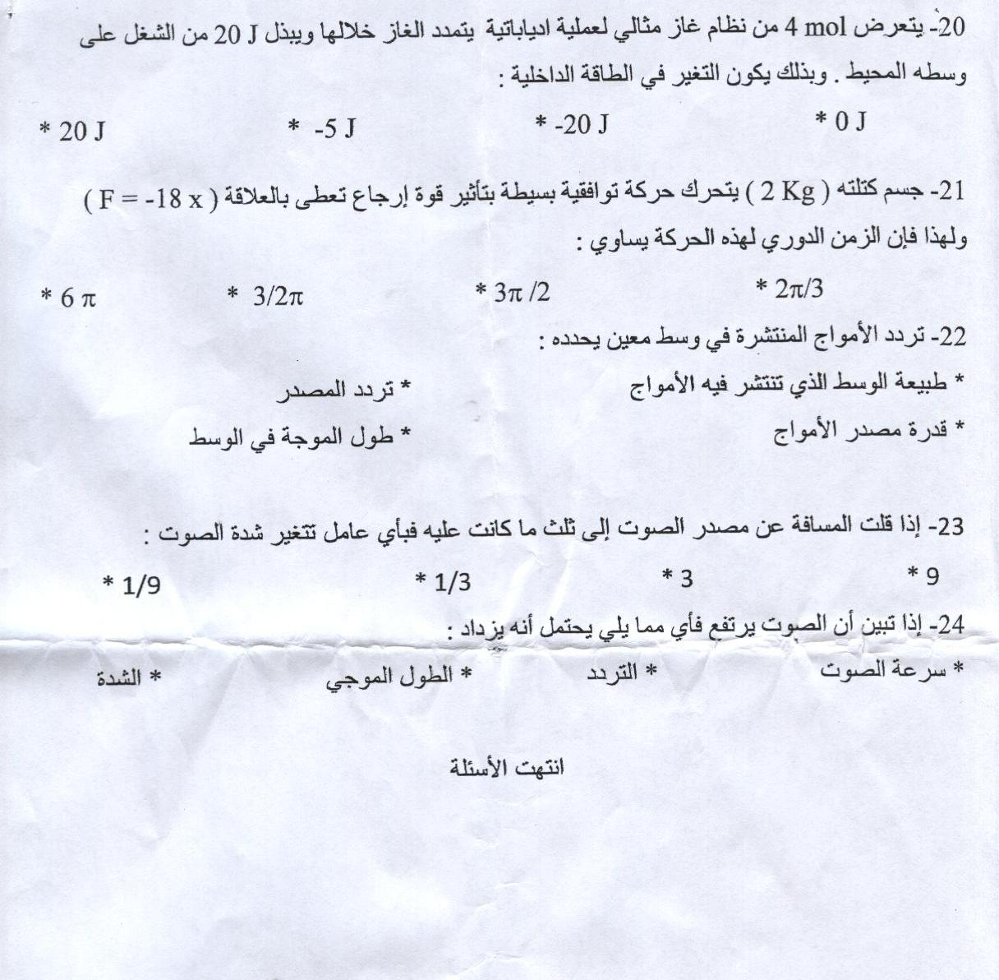 20- يتعرض 4 mol من نظام غاز مثالي لعملية ادياباتية يتمدد الغاز خلالها ويبذل 20 J من الشغل على
وسطه المحيط . وبذلك يكون التغير في الطاقة الداخلية :
* 0 J * -20 J * -5 J * 20 J
21- جسم كتلته ( 2 Kg ) يتحرك حركة توافقية بسيطة بتأثير قوة إرجاع تعطى بالعلاقة ( F = -18 x )
ولهذا فإن الزمن الدوري لهذه الحركة يساوي :
* 2π/3 * 3π /2 * 3/2π * 6 π
22- تردد الأمواج المنتشرة في وسط معين يحدده :
* طبيعة الوسط الذي تنتشر فيه الأمواج * تردد المصدر
* قدرة مصدر الأمواج * طول الموجة في الوسط
23- إذا قلت المسافة عن مصدر الصوت إلى ثلث ما كانت عليه فبأي عامل تتغير شدة الصوت :
* 9 * 3 * 1/3 * 1/9
24- إذا تبين أن الصوت يرتفع فأي مما يلي يحتمل أنه يزداد :
* سرعة الصوت * التردد * الطول الموجي * الشدة
انتهت الأسئلة